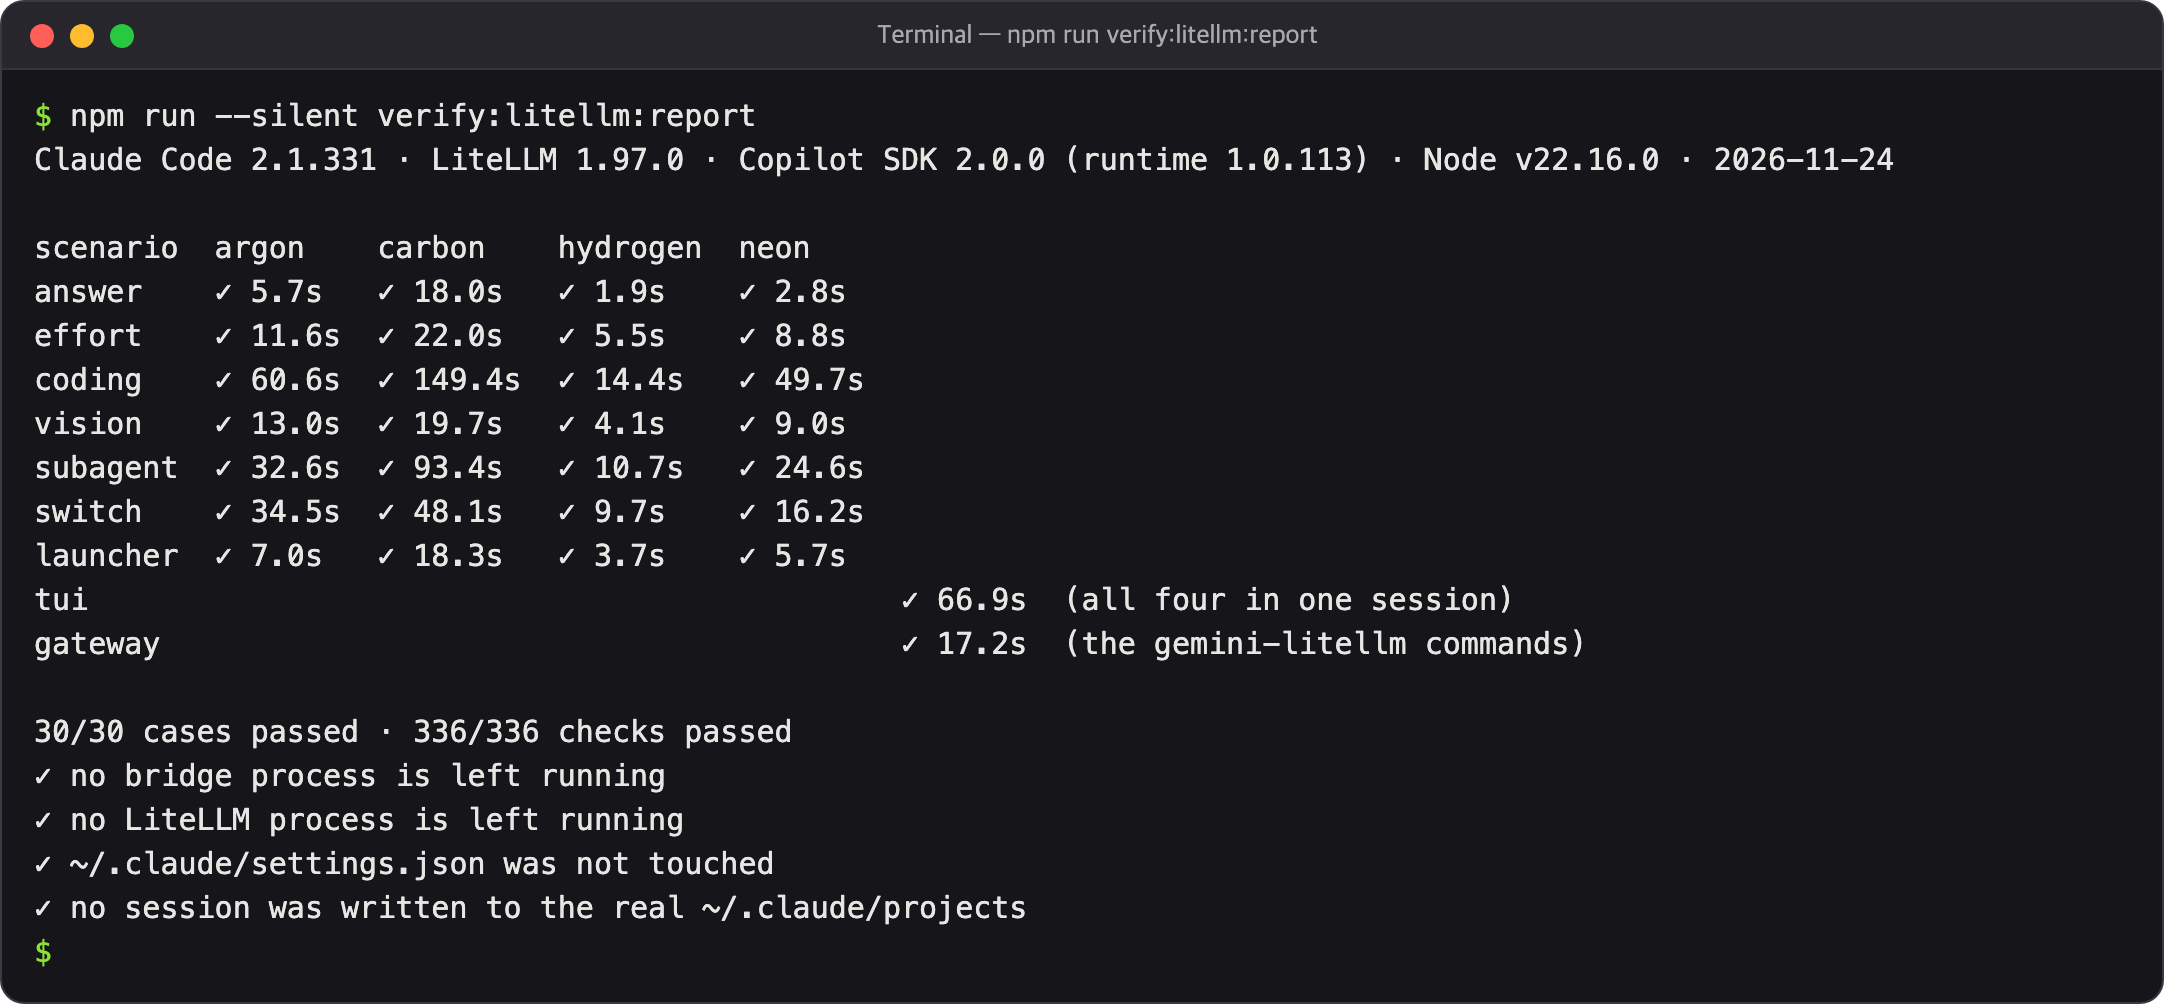 Terminal — npm run verify:litellm:report
$ npm run --silent verify:litellm:report
Claude Code 2.1.331 · LiteLLM 1.97.0 · Copilot SDK 2.0.0 (runtime 1.0.113) · Node v22.16.0 · 2026-11-24
scenario  argon    carbon    hydrogen  neon
answer    ✓ 5.7s   ✓ 18.0s   ✓ 1.9s    ✓ 2.8s
effort    ✓ 11.6s  ✓ 22.0s   ✓ 5.5s    ✓ 8.8s
coding    ✓ 60.6s  ✓ 149.4s  ✓ 14.4s   ✓ 49.7s
vision    ✓ 13.0s  ✓ 19.7s   ✓ 4.1s    ✓ 9.0s
subagent  ✓ 32.6s  ✓ 93.4s   ✓ 10.7s   ✓ 24.6s
switch    ✓ 34.5s  ✓ 48.1s   ✓ 9.7s    ✓ 16.2s
launcher  ✓ 7.0s   ✓ 18.3s   ✓ 3.7s    ✓ 5.7s
tui                                             ✓ 66.9s  (all four in one session)
gateway                                         ✓ 17.2s  (the gemini-litellm commands)
30/30 cases passed · 336/336 checks passed
✓ no bridge process is left running
✓ no LiteLLM process is left running
✓ ~/.claude/settings.json was not touched
✓ no session was written to the real ~/.claude/projects
$